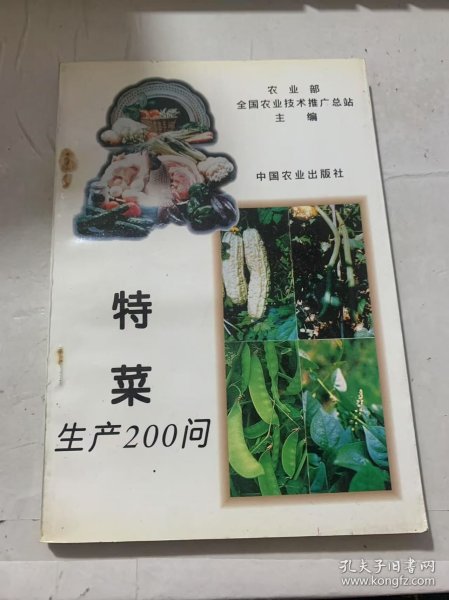 农业部
全国农业技术推广总站
主编
中国农业出版社
特
菜
生产200问
孔夫子旧书网
www.kongfz.com